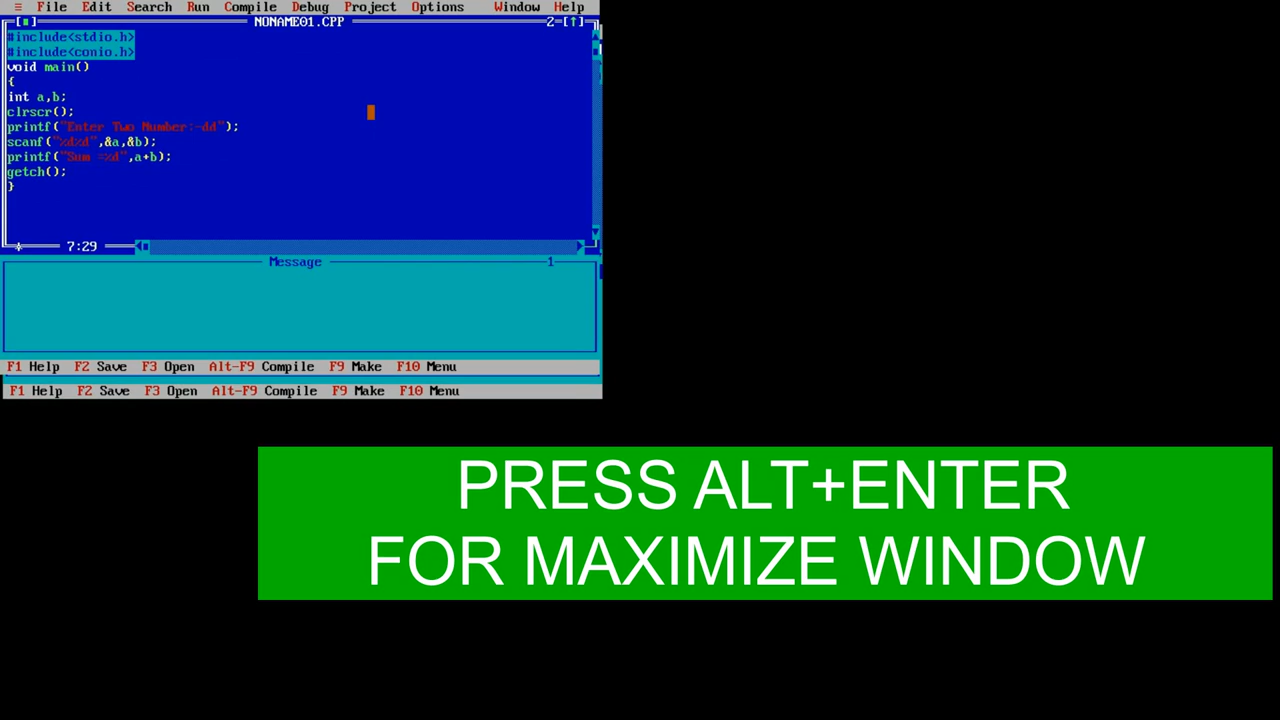 ≡ File Edit Search Run Compile Debug Project Options Window Help
[■] NONAME01.CPP 2=[↑]
#include<stdio.h>
#include<conio.h>
void main()
{
int a,b;
clrscr();
printf("Enter Two Number:-dd");
scanf("%d%d",&a,&b);
printf("Sum =%d",a+b);
getch();
}
7:29
Message 1
F1 Help F2 Save F3 Open Alt-F9 Compile F9 Make F10 Menu
F1 Help F2 Save F3 Open Alt-F9 Compile F9 Make F10 Menu
PRESS ALT+ENTER
FOR MAXIMIZE WINDOW